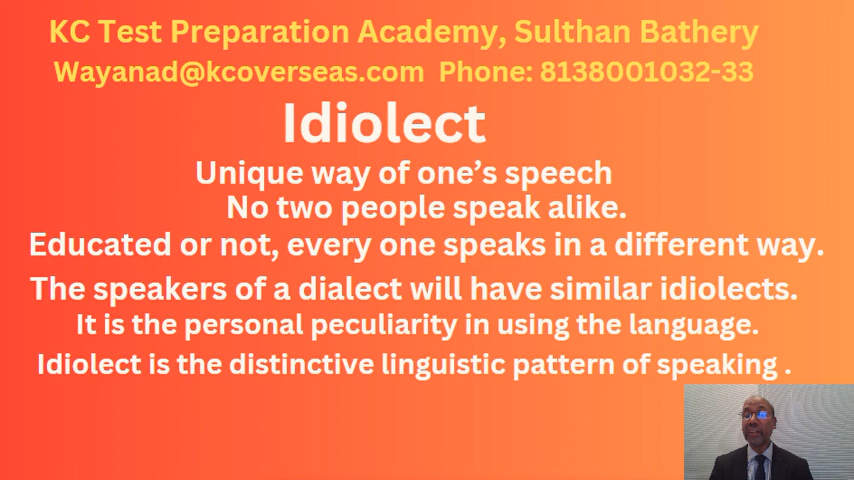 KC Test Preparation Academy, Sulthan Bathery
Wayanad@kcoverseas.com Phone: 8138001032-33
Idiolect
Unique way of one’s speech
No two people speak alike.
Educated or not, every one speaks in a different way.
The speakers of a dialect will have similar idiolects.
It is the personal peculiarity in using the language.
Idiolect is the distinctive linguistic pattern of speaking .